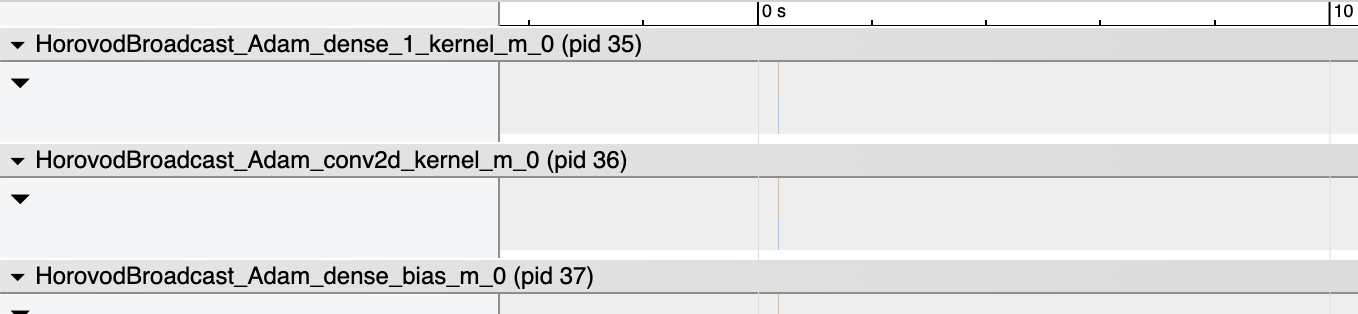 0 s
10
HorovodBroadcast_Adam_dense_1_kernel_m_0 (pid 35)
HorovodBroadcast_Adam_conv2d_kernel_m_0 (pid 36)
HorovodBroadcast_Adam_dense_bias_m_0 (pid 37)